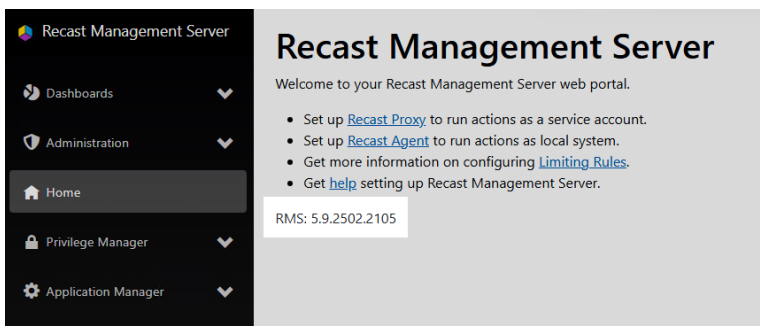 Recast Management Server
Dashboards
Administration
Home
Privilege Manager
Application Manager
Recast Management Server
Welcome to your Recast Management Server web portal.
Set up Recast Proxy to run actions as a service account.
Set up Recast Agent to run actions as local system.
Get more information on configuring Limiting Rules.
Get help setting up Recast Management Server.
RMS: 5.9.2502.2105